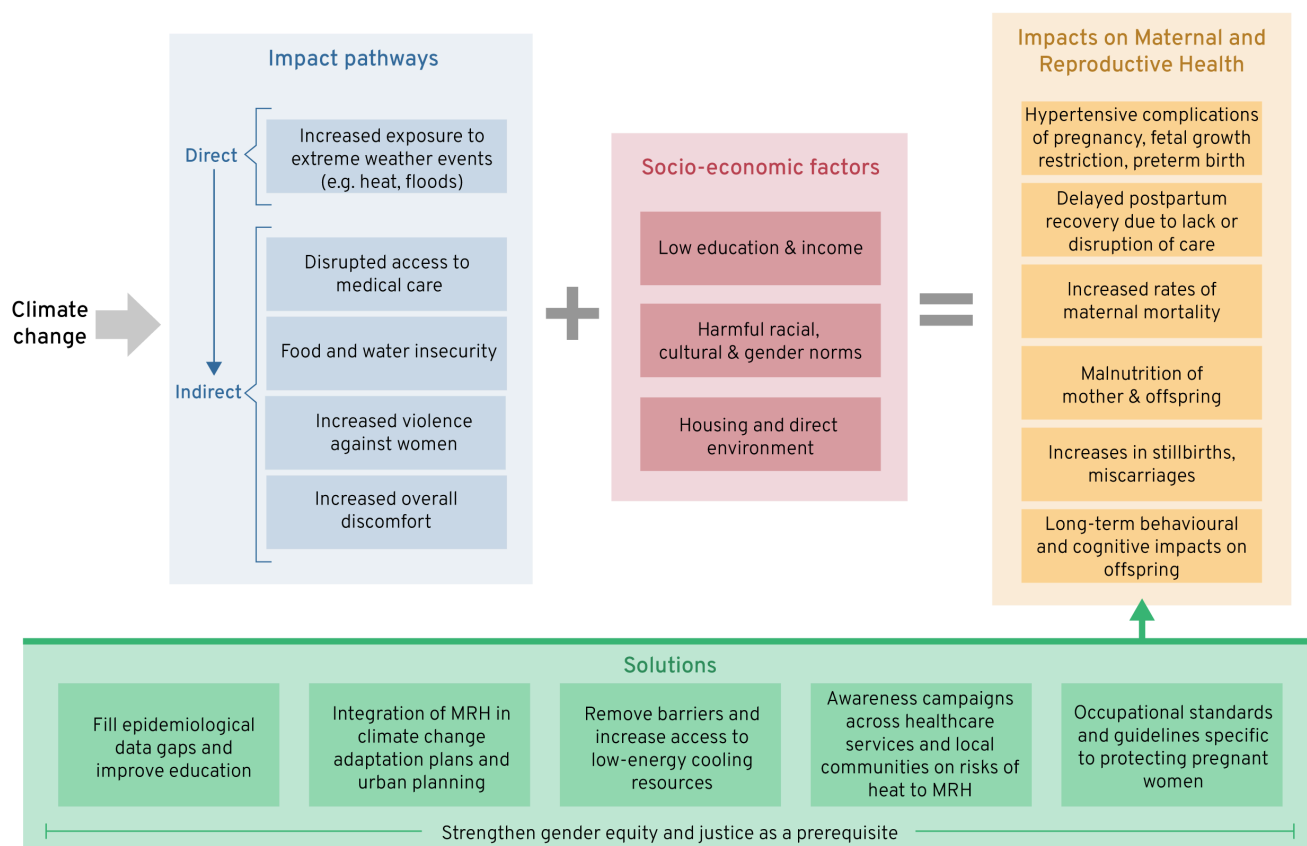 Climate
change
Impact pathways
Direct
Increased exposure to
extreme weather events
(e.g. heat, floods)
Indirect
Disrupted access to
medical care
Food and water insecurity
Increased violence
against women
Increased overall
discomfort
Socio-economic factors
Low education & income
Harmful racial,
cultural & gender norms
Housing and direct
environment
Impacts on Maternal and
Reproductive Health
Hypertensive complications
of pregnancy, fetal growth
restriction, preterm birth
Delayed postpartum
recovery due to lack or
disruption of care
Increased rates of
maternal mortality
Malnutrition of
mother & offspring
Increases in stillbirths,
miscarriages
Long-term behavioural
and cognitive impacts on
offspring
Solutions
Fill epidemiological
data gaps and
improve education
Integration of MRH in
climate change
adaptation plans and
urban planning
Remove barriers and
increase access to
low-energy cooling
resources
Awareness campaigns
across healthcare
services and local
communities on risks of
heat to MRH
Occupational standards
and guidelines specific
to protecting pregnant
women
Strengthen gender equity and justice as a prerequisite